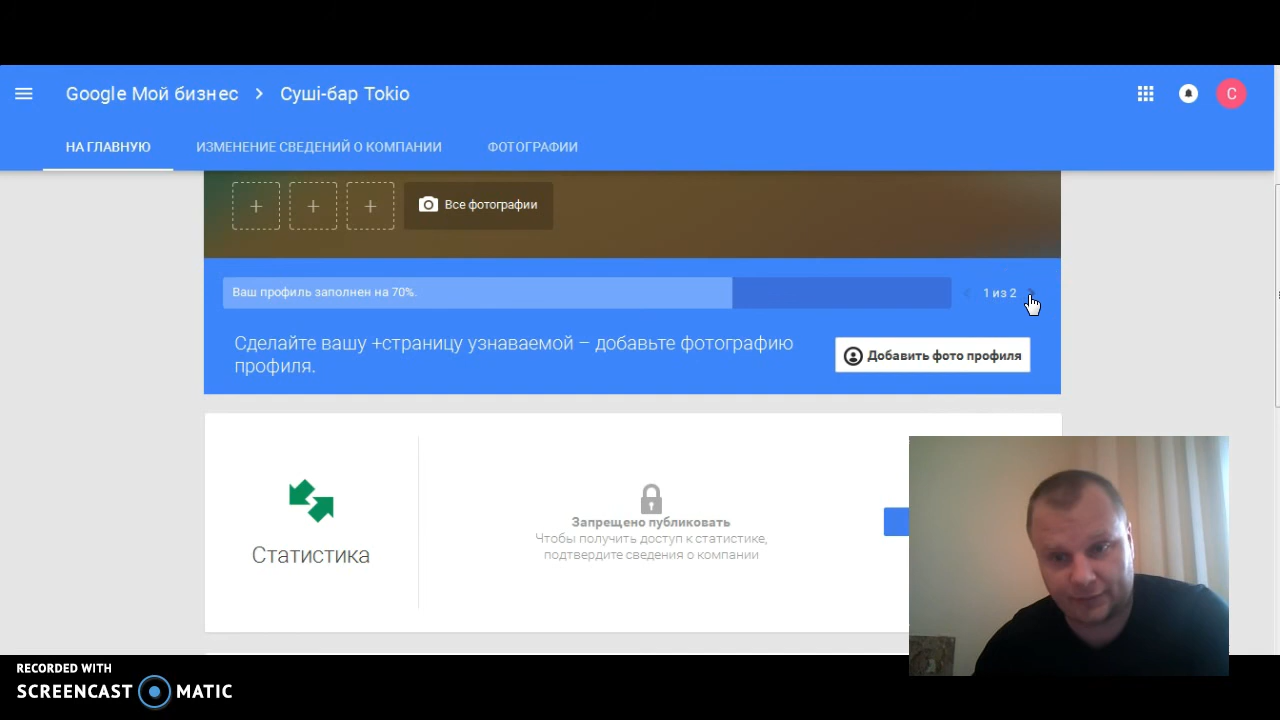 Google Мой бизнес > Суші-бар Tokio
С
НА ГЛАВНУЮ ИЗМЕНЕНИЕ СВЕДЕНИЙ О КОМПАНИИ ФОТОГРАФИИ
Все фотографии
Ваш профиль заполнен на 70%.
1 из 2
Сделайте вашу +страницу узнаваемой – добавьте фотографию
профиля.
Добавить фото профиля
Статистика
Запрещено публиковать
Чтобы получить доступ к статистике,
подтвердите сведения о компании
RECORDED WITH
SCREENCAST MATIC